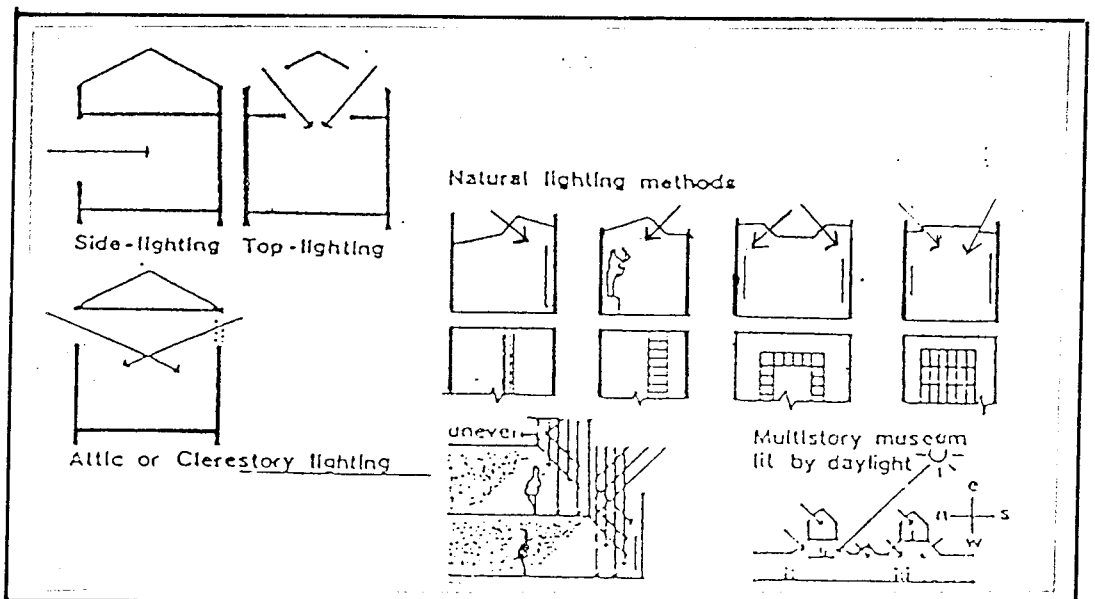 Side-lighting Top-lighting
Attic or Clerestory lighting
Natural lighting methods
uneven
Multistory museum
lit by daylight
S
W